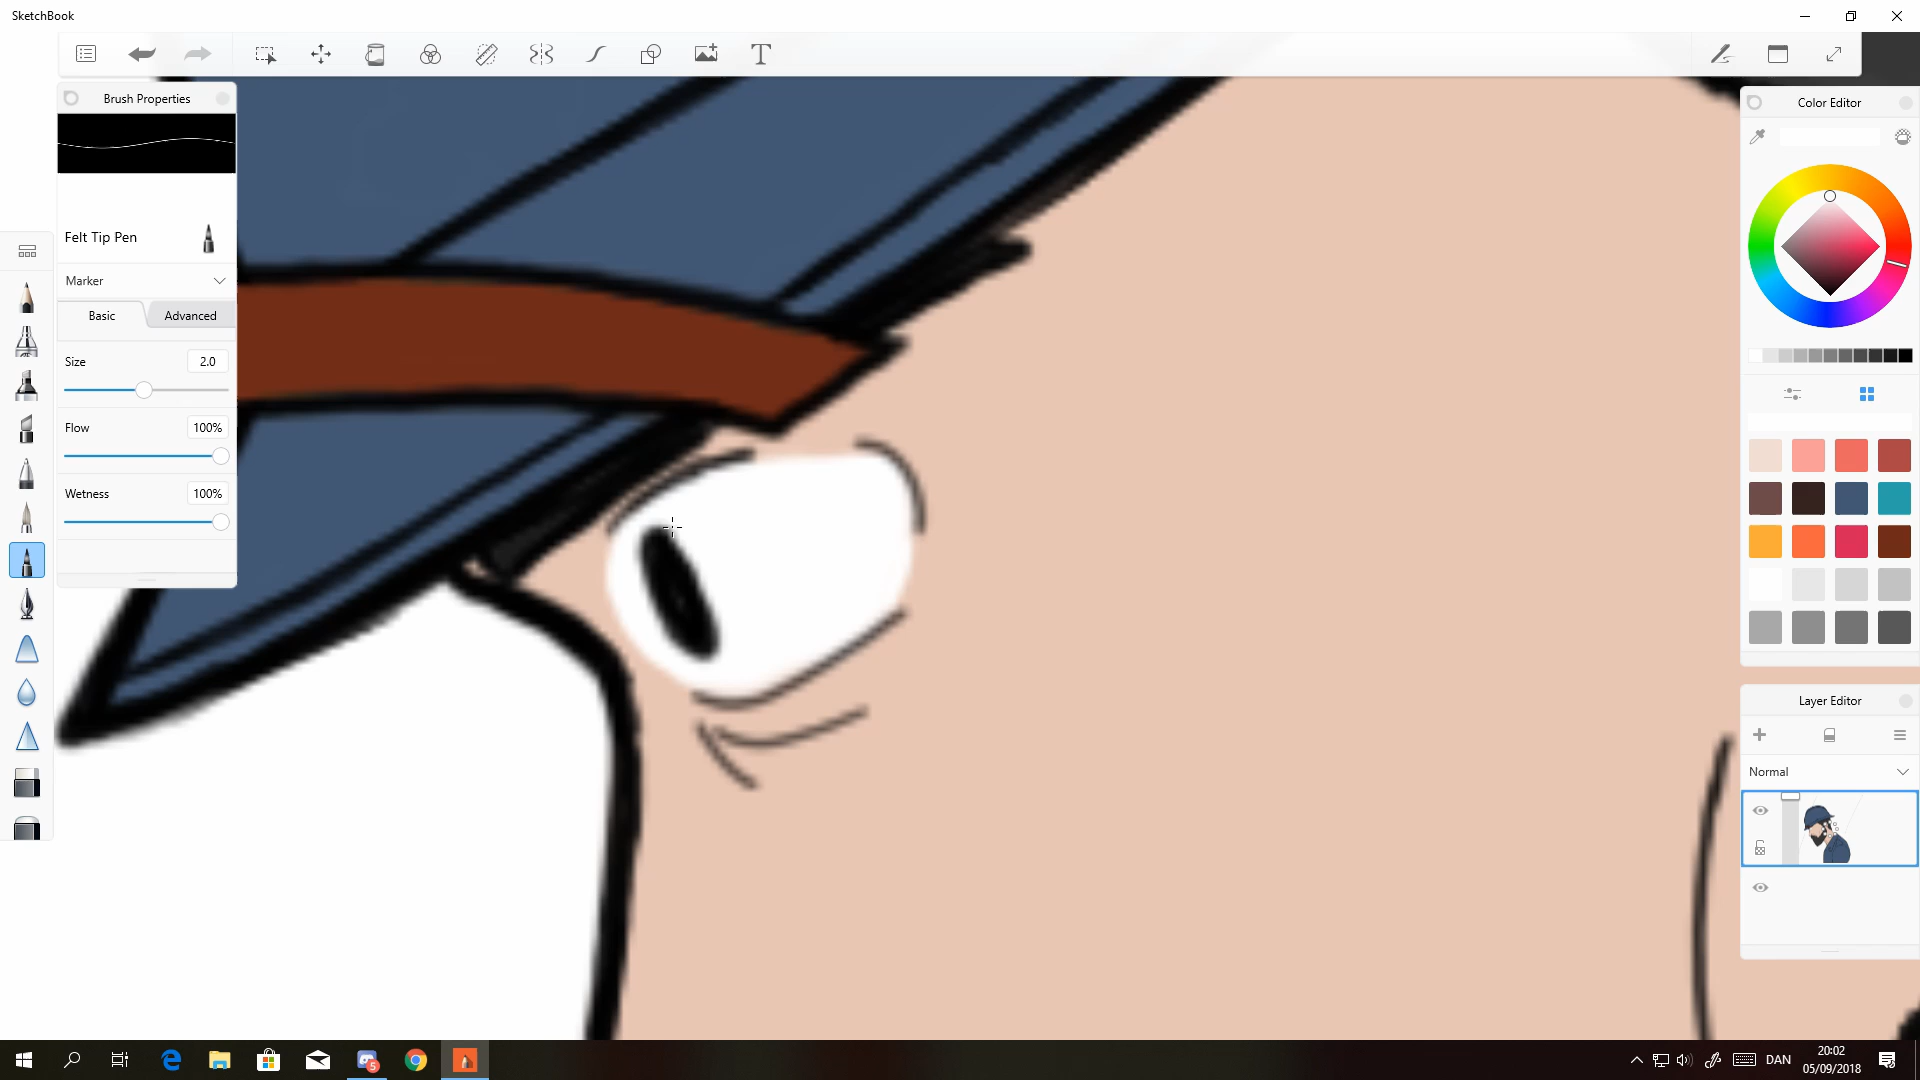 SketchBook
Brush Properties
Color Editor
Felt Tip Pen
Marker
Basic Advanced
Size 2.0
Flow 100%
Wetness 100%
Layer Editor
Normal
5
DAN
20:02
05/09/2018